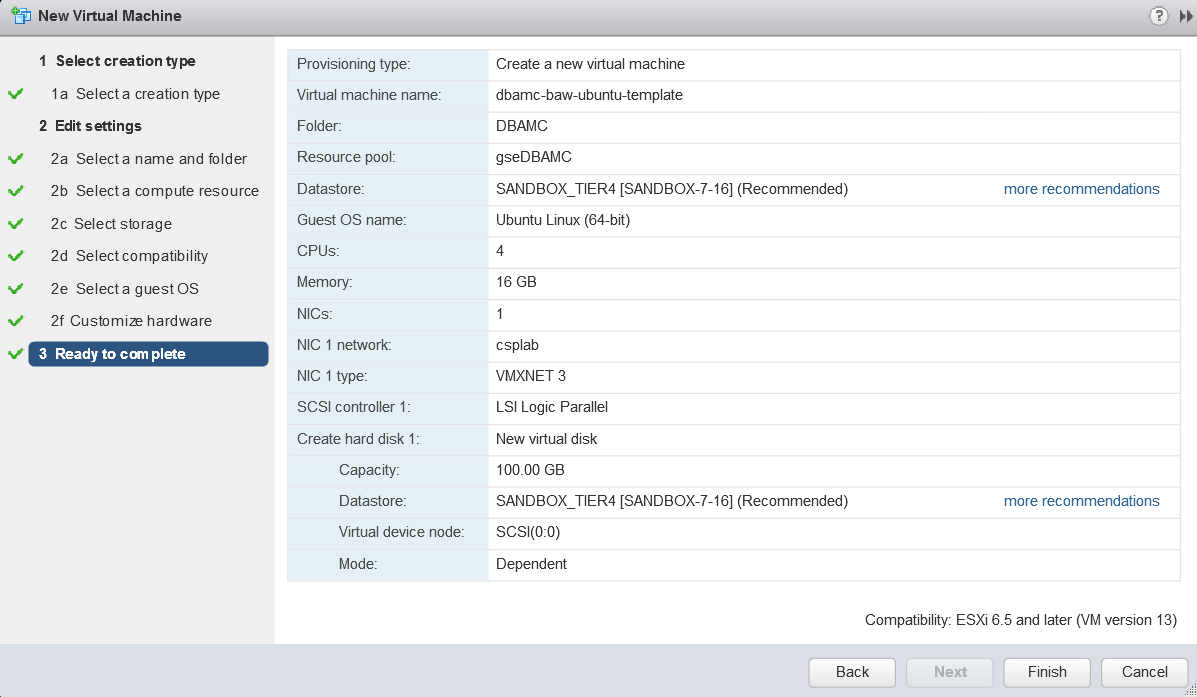 New Virtual Machine
?
1 Select creation type
1a Select a creation type
2 Edit settings
2a Select a name and folder
2b Select a compute resource
2c Select storage
2d Select compatibility
2e Select a guest OS
2f Customize hardware
3 Ready to complete
Provisioning type: Create a new virtual machine
Virtual machine name: dbamc-baw-ubuntu-template
Folder: DBAMC
Resource pool: gseDBAMC
Datastore: SANDBOX_TIER4 [SANDBOX-7-16] (Recommended) more recommendations
Guest OS name: Ubuntu Linux (64-bit)
CPUs: 4
Memory: 16 GB
NICs: 1
NIC 1 network: csplab
NIC 1 type: VMXNET 3
SCSI controller 1: LSI Logic Parallel
Create hard disk 1: New virtual disk
Capacity: 100.00 GB
Datastore: SANDBOX_TIER4 [SANDBOX-7-16] (Recommended) more recommendations
Virtual device node: SCSI(0:0)
Mode: Dependent
Compatibility: ESXi 6.5 and later (VM version 13)
Back Next Finish Cancel